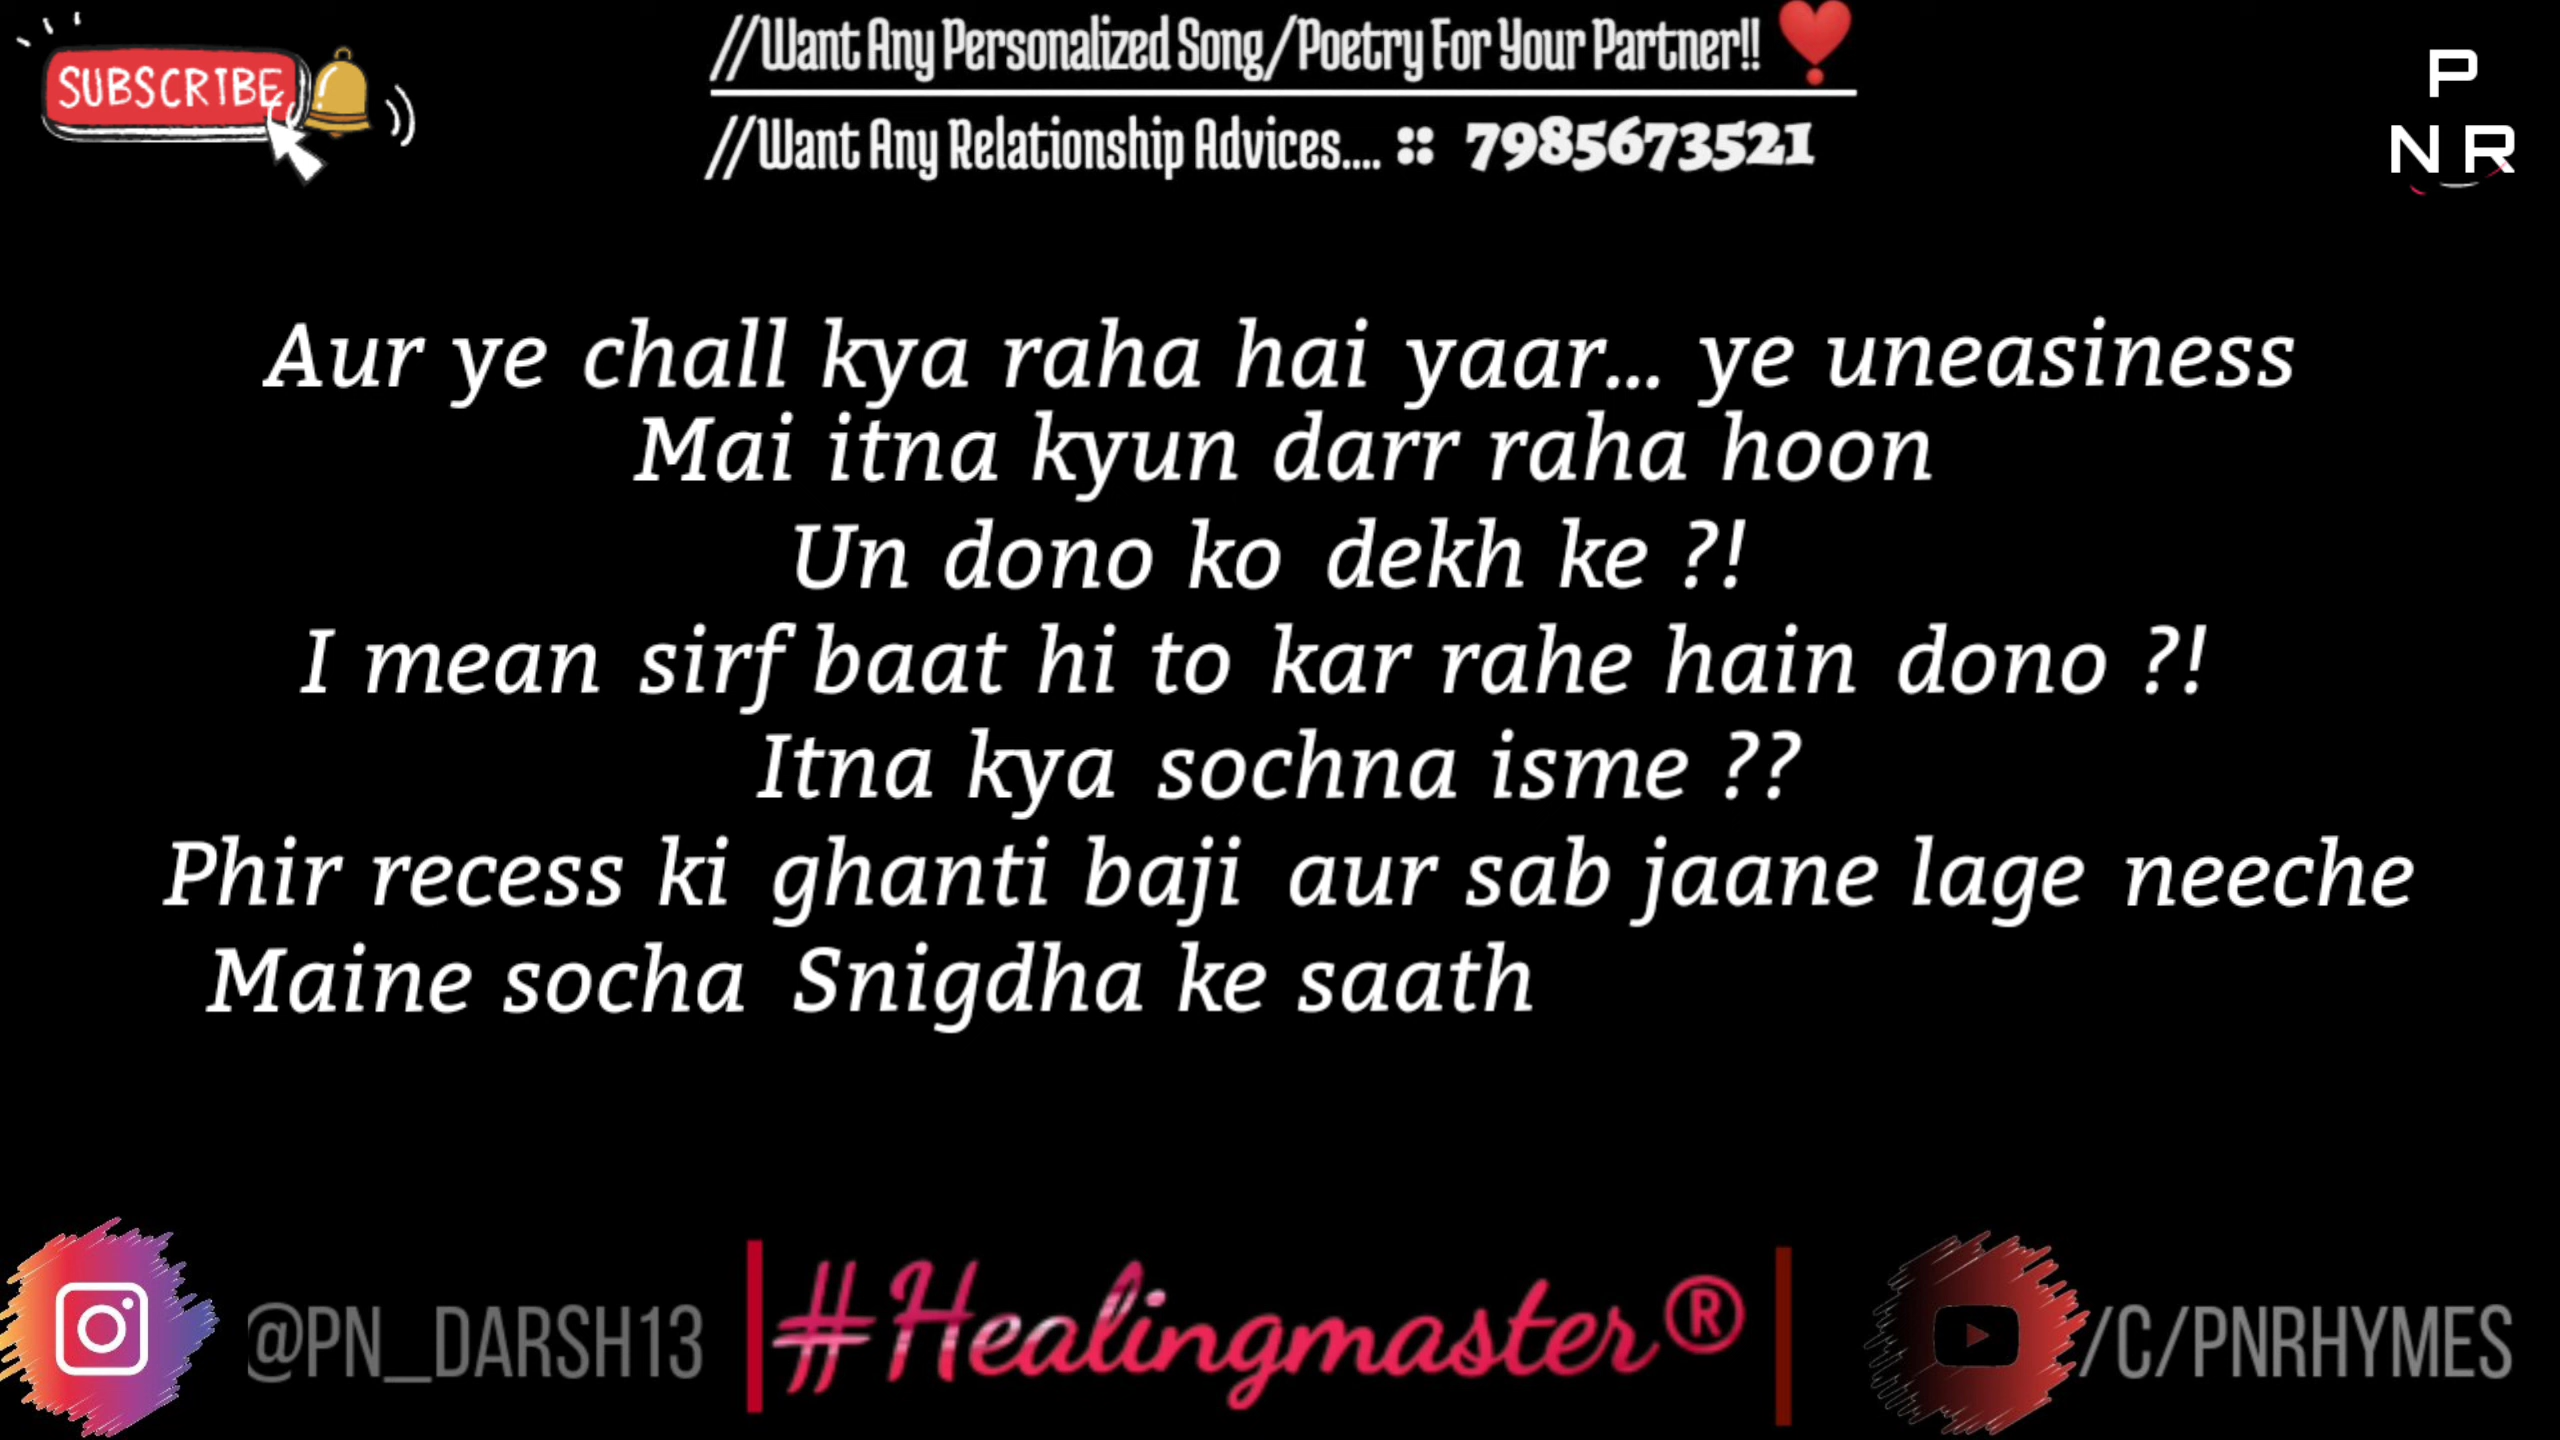 SUBSCRIBE
//Want Any Personalized Song/Poetry For Your Partner!! ❣
//Want Any Relationship Advices.... :: 7985673521
P
N R
Aur ye chall kya raha hai yaar... ye uneasiness
Mai itna kyun darr raha hoon
Un dono ko dekh ke ?!
I mean sirf baat hi to kar rahe hain dono ?!
Itna kya sochna isme ??
Phir recess ki ghanti baji aur sab jaane lage neeche
Maine socha Snigdha ke saath
@PN_DARSH13
#Healingmaster®
/C/PNRHYMES